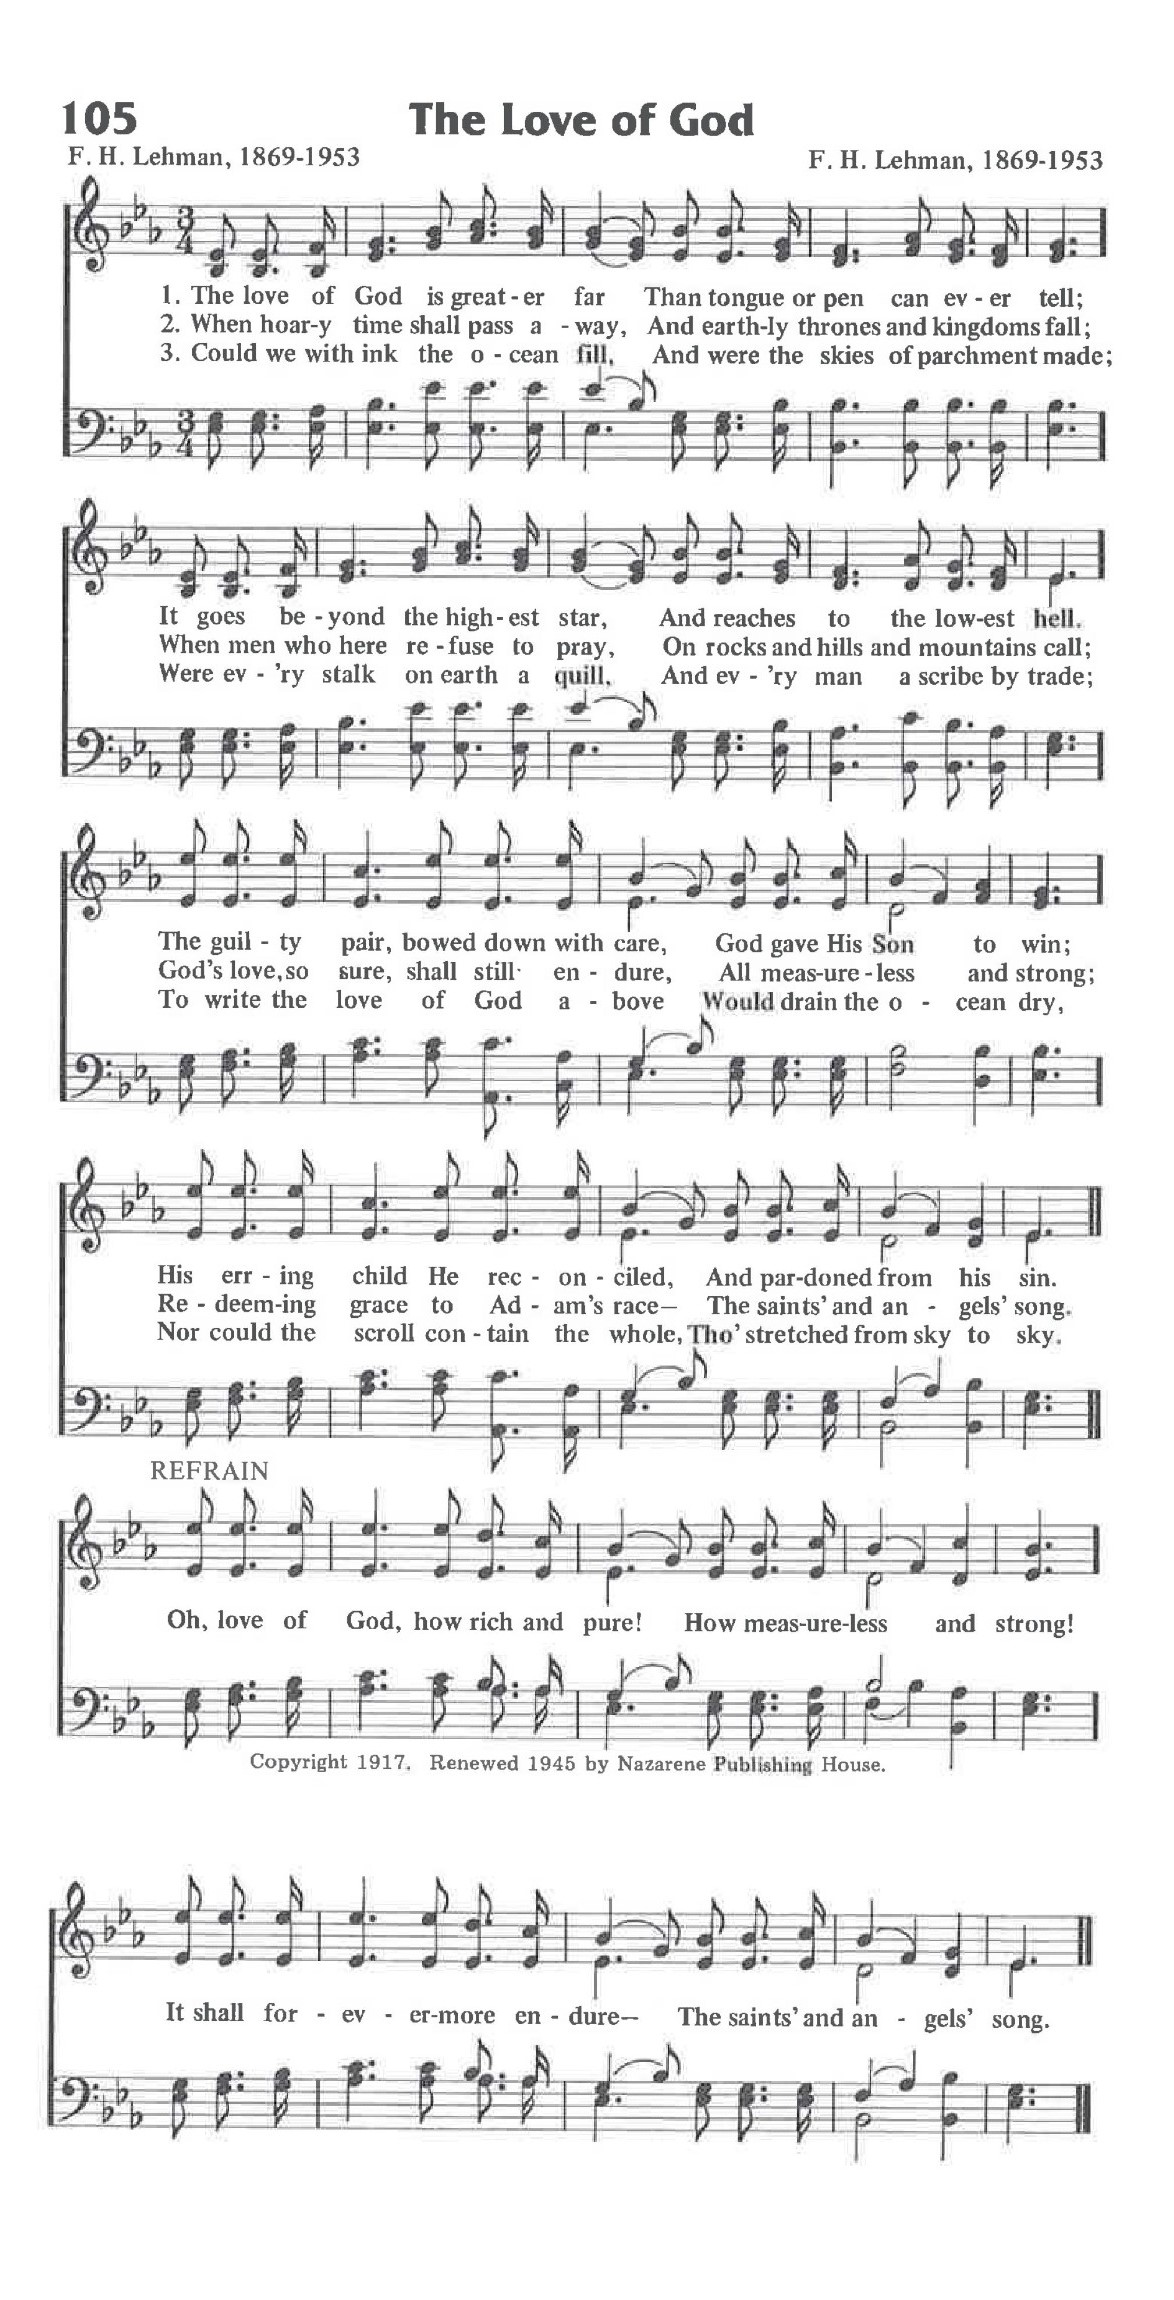 105 The Love of God
F. H. Lehman, 1869-1953 F. H. Lehman, 1869-1953
1. The love of God is great-er far Than tongue or pen can ev-er tell;
2. When hoar-y time shall pass a-way, And earth-ly thrones and kingdoms fall;
3. Could we with ink the o-cean fill, And were the skies of parchment made;
It goes be-yond the high-est star, And reaches to the low-est hell.
When men who here re-fuse to pray, On rocks and hills and mountains call;
Were ev-'ry stalk on earth a quill, And ev-'ry man a scribe by trade;
The guil-ty pair, bowed down with care, God gave His Son to win;
God's love, so sure, shall still en-dure, All meas-ure-less and strong;
To write the love of God a-bove Would drain the o-cean dry,
His err-ing child He rec-on-ciled, And par-doned from his sin.
Re-deem-ing grace to Ad-am's race— The saints' and an-gels' song.
Nor could the scroll con-tain the whole, Tho' stretched from sky to sky.
REFRAIN
Oh, love of God, how rich and pure! How meas-ure-less and strong!
Copyright 1917. Renewed 1945 by Nazarene Publishing House.
It shall for-ev-er-more en-dure— The saints' and an-gels' song.